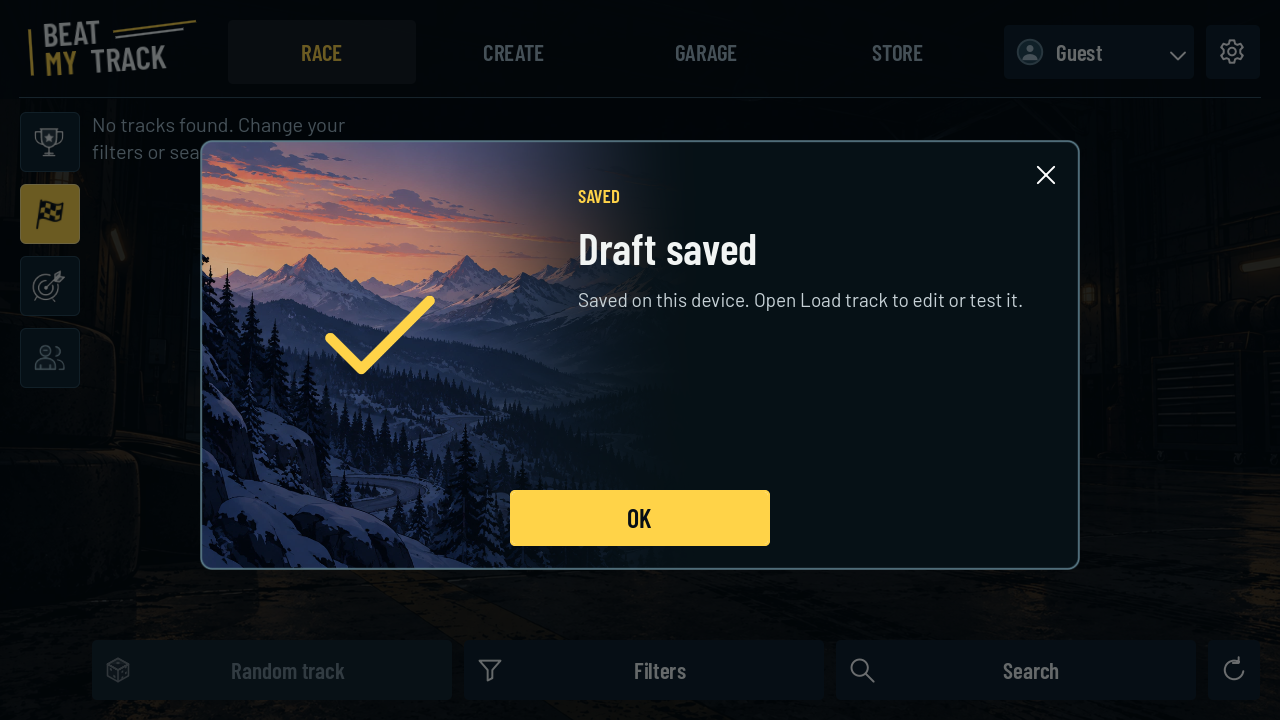 BEAT
MY TRACK
RACE
CREATE
GARAGE
STORE
Guest
No tracks found. Change your
filters or sea
SAVED
Draft saved
Saved on this device. Open Load track to edit or test it.
OK
Random track
Filters
Search